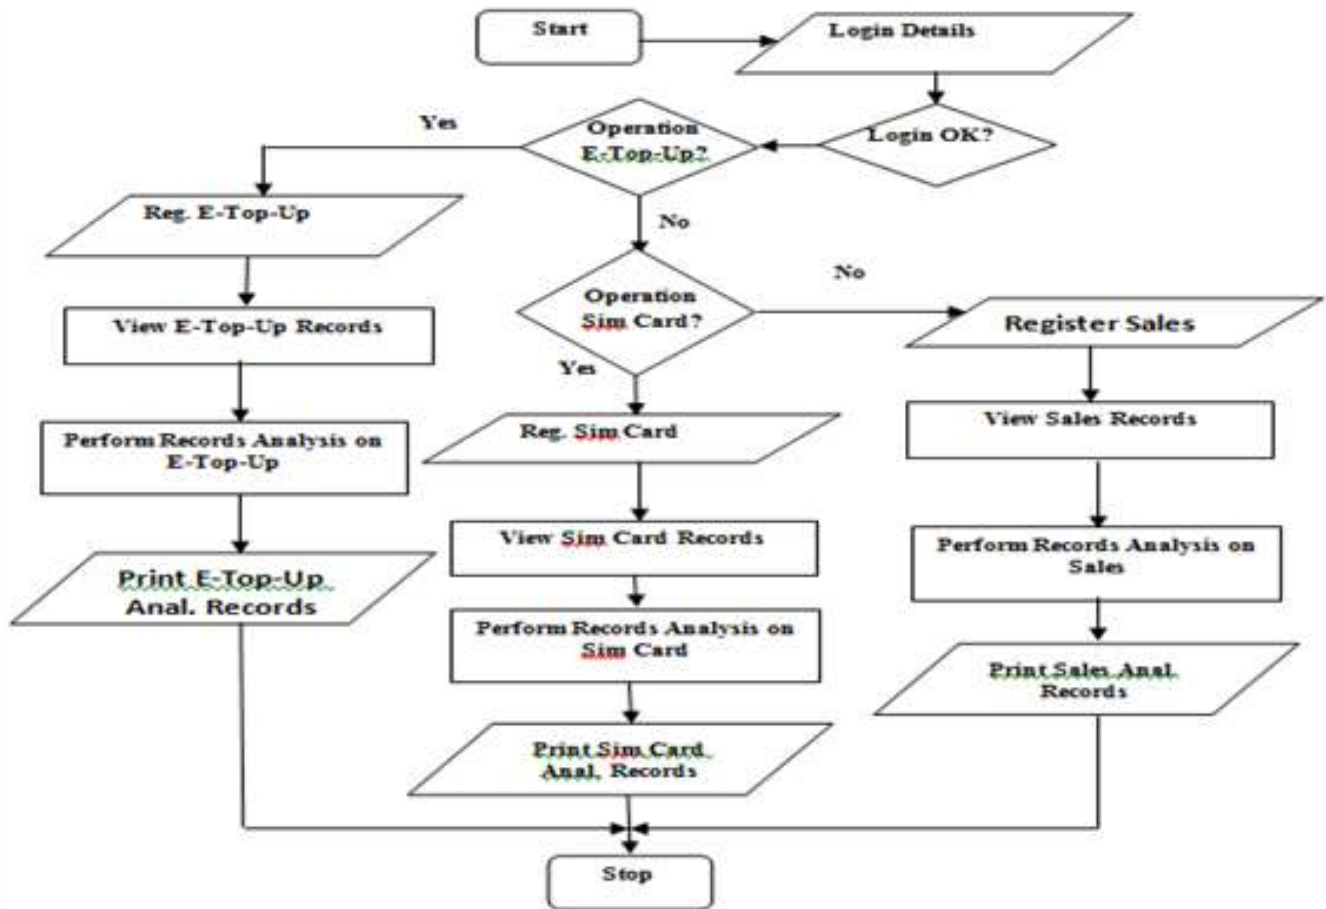 Start
Login Details
Login OK?
Operation
E-Top-Up?
Yes
No
Reg. E-Top-Up
View E-Top-Up Records
Perform Records Analysis on
E-Top-Up
Print E-Top-Up
Anal. Records
Operation
Sim Card?
No
Yes
Reg. Sim Card
View Sim Card Records
Perform Records Analysis on
Sim Card
Print Sim Card
Anal. Records
Register Sales
View Sales Records
Perform Records Analysis on
Sales
Print Sales Anal.
Records
Stop